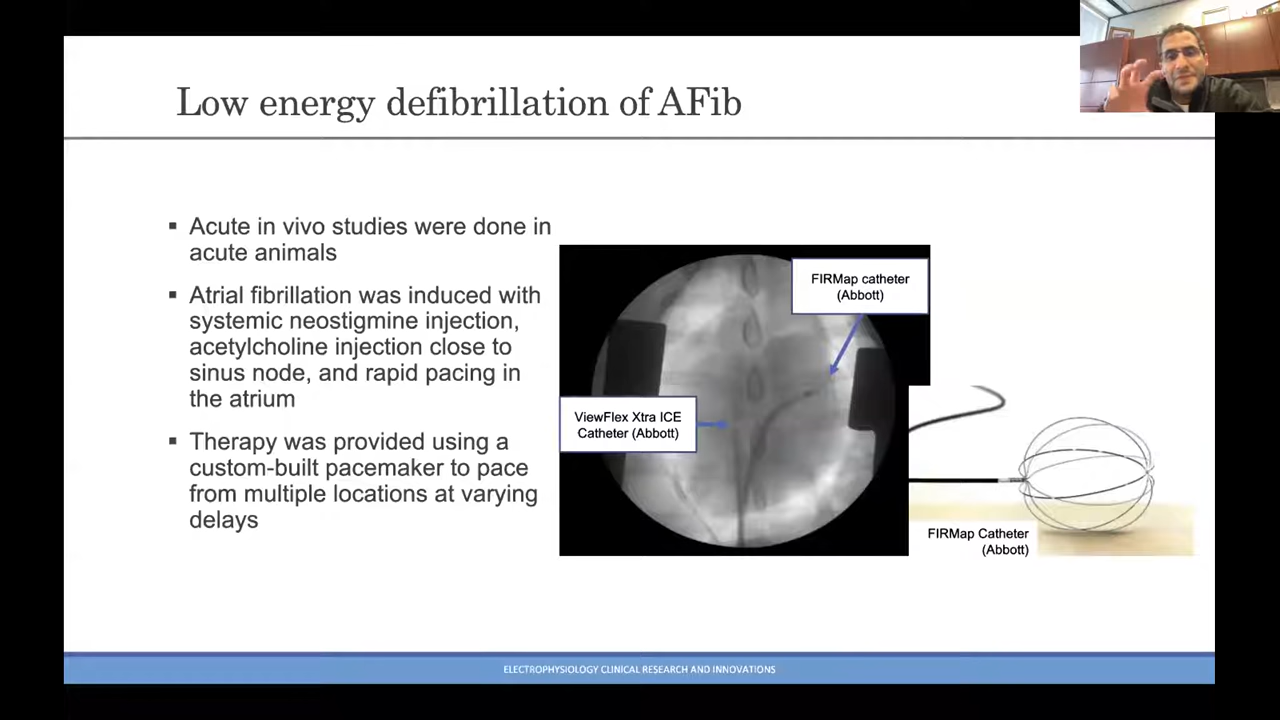 Low energy defibrillation of AFib
▪ Acute in vivo studies were done in
acute animals
▪ Atrial fibrillation was induced with
systemic neostigmine injection,
acetylcholine injection close to
sinus node, and rapid pacing in
the atrium
▪ Therapy was provided using a
custom-built pacemaker to pace
from multiple locations at varying
delays
FIRMap catheter
(Abbott)
ViewFlex Xtra ICE
Catheter (Abbott)
FIRMap Catheter
(Abbott)
ELECTROPHYSIOLOGY CLINICAL RESEARCH AND INNOVATIONS